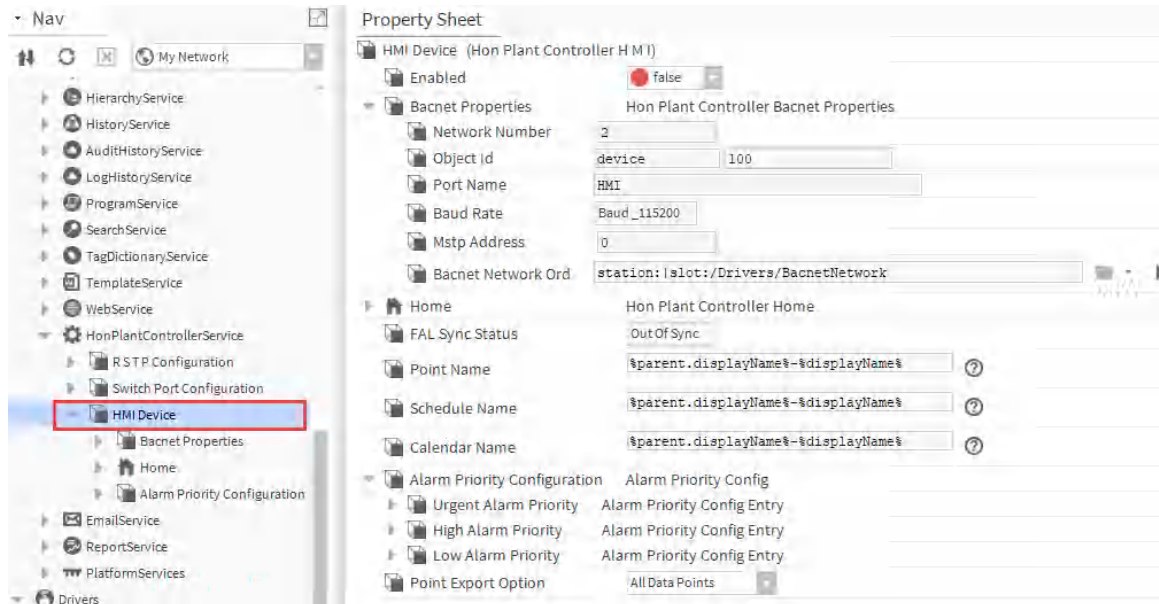 Nav
My Network
HierarchyService
HistoryService
AuditHistoryService
LogHistoryService
ProgramService
SearchService
TagDictionaryService
TemplateService
WebService
HonPlantControllerService
R S T P Configuration
Switch Port Configuration
HMI Device
Bacnet Properties
Home
Alarm Priority Configuration
EmailService
ReportService
PlatformServices
Drivers
Property Sheet
HMI Device (Hon Plant Controller H M I)
Enabled false
Bacnet Properties Hon Plant Controller Bacnet Properties
Network Number 2
Object Id device 100
Port Name HMI
Baud Rate Baud_115200
Mstp Address 0
Bacnet Network Ord station:|slot:/Drivers/BacnetNetwork
Home Hon Plant Controller Home
FAL Sync Status Out Of Sync
Point Name %parent.displayName%-%displayName% ?
Schedule Name %parent.displayName%-%displayName% ?
Calendar Name %parent.displayName%-%displayName% ?
Alarm Priority Configuration Alarm Priority Config
Urgent Alarm Priority Alarm Priority Config Entry
High Alarm Priority Alarm Priority Config Entry
Low Alarm Priority Alarm Priority Config Entry
Point Export Option All Data Points